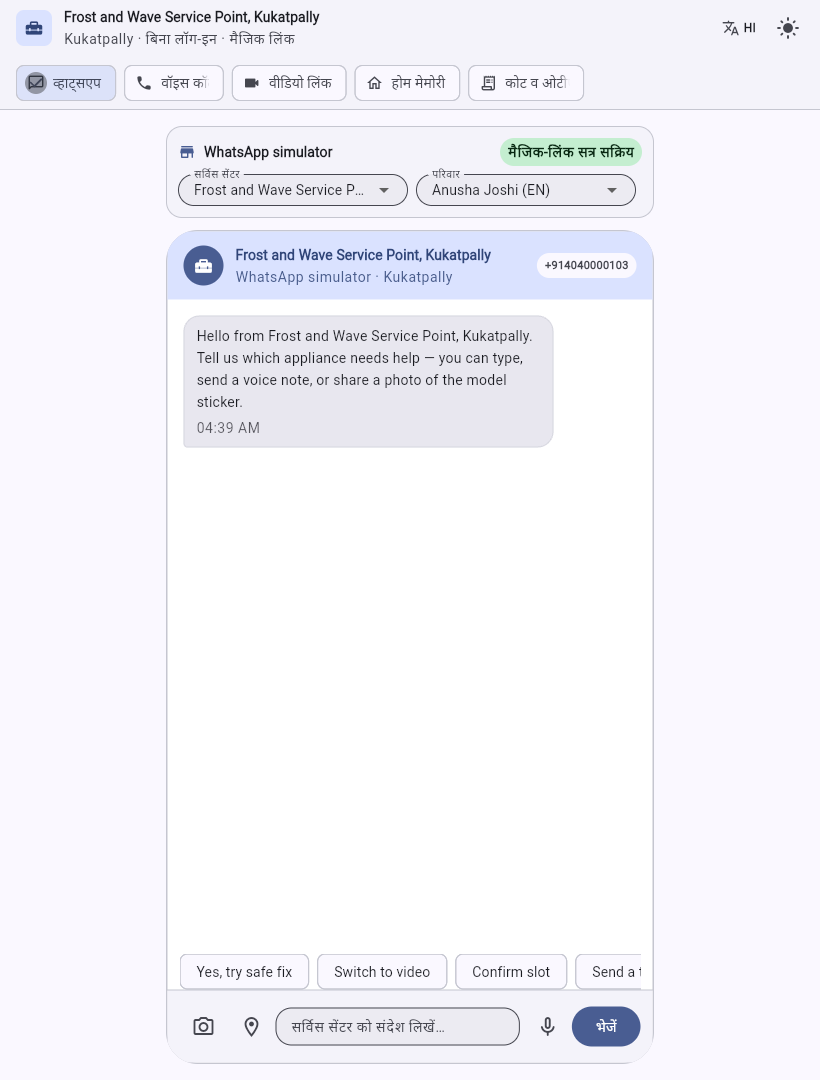 Frost and Wave Service Point, Kukatpally
Kukatpally · बिना लॉग-इन · मैजिक लिंक
HI
व्हाट्सएप
वॉइस
वीडियो लिंक
होम मेमोरी
कोट व ओटी
WhatsApp simulator
मैजिक-लिंक सत्र सक्रिय
सर्विस सेंटर
Frost and Wave Service P…
परिवार
Anusha Joshi (EN)
Frost and Wave Service Point, Kukatpally
WhatsApp simulator · Kukatpally
+914040000103
Hello from Frost and Wave Service Point, Kukatpally.
Tell us which appliance needs help — you can type,
send a voice note, or share a photo of the model
sticker.
04:39 AM
Yes, try safe fix
Switch to video
Confirm slot
Send a
सर्विस सेंटर को संदेश लिखें…
भेजें